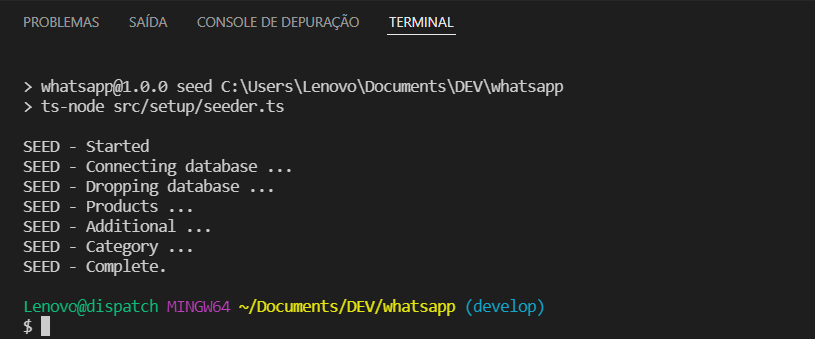 PROBLEMAS SAÍDA CONSOLE DE DEPURAÇÃO TERMINAL
> whatsapp@1.0.0 seed C:\Users\Lenovo\Documents\DEV\whatsapp
> ts-node src/setup/seeder.ts
SEED - Started
SEED - Connecting database ...
SEED - Dropping database ...
SEED - Products ...
SEED - Additional ...
SEED - Category ...
SEED - Complete.
Lenovo@dispatch MINGW64 ~/Documents/DEV/whatsapp (develop)
$